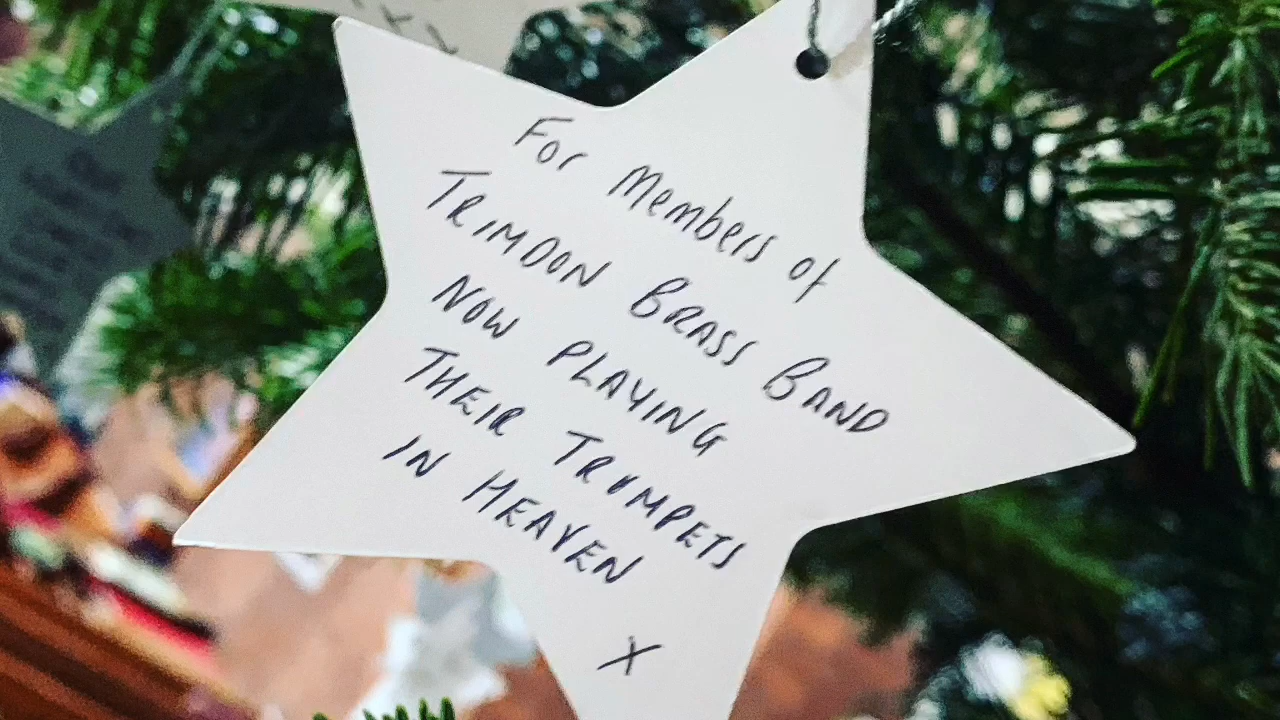 For Members of
TRIMDON BRASS BAND
NOW PLAYING
THEIR TRUMPETS
IN HEAVEN
X